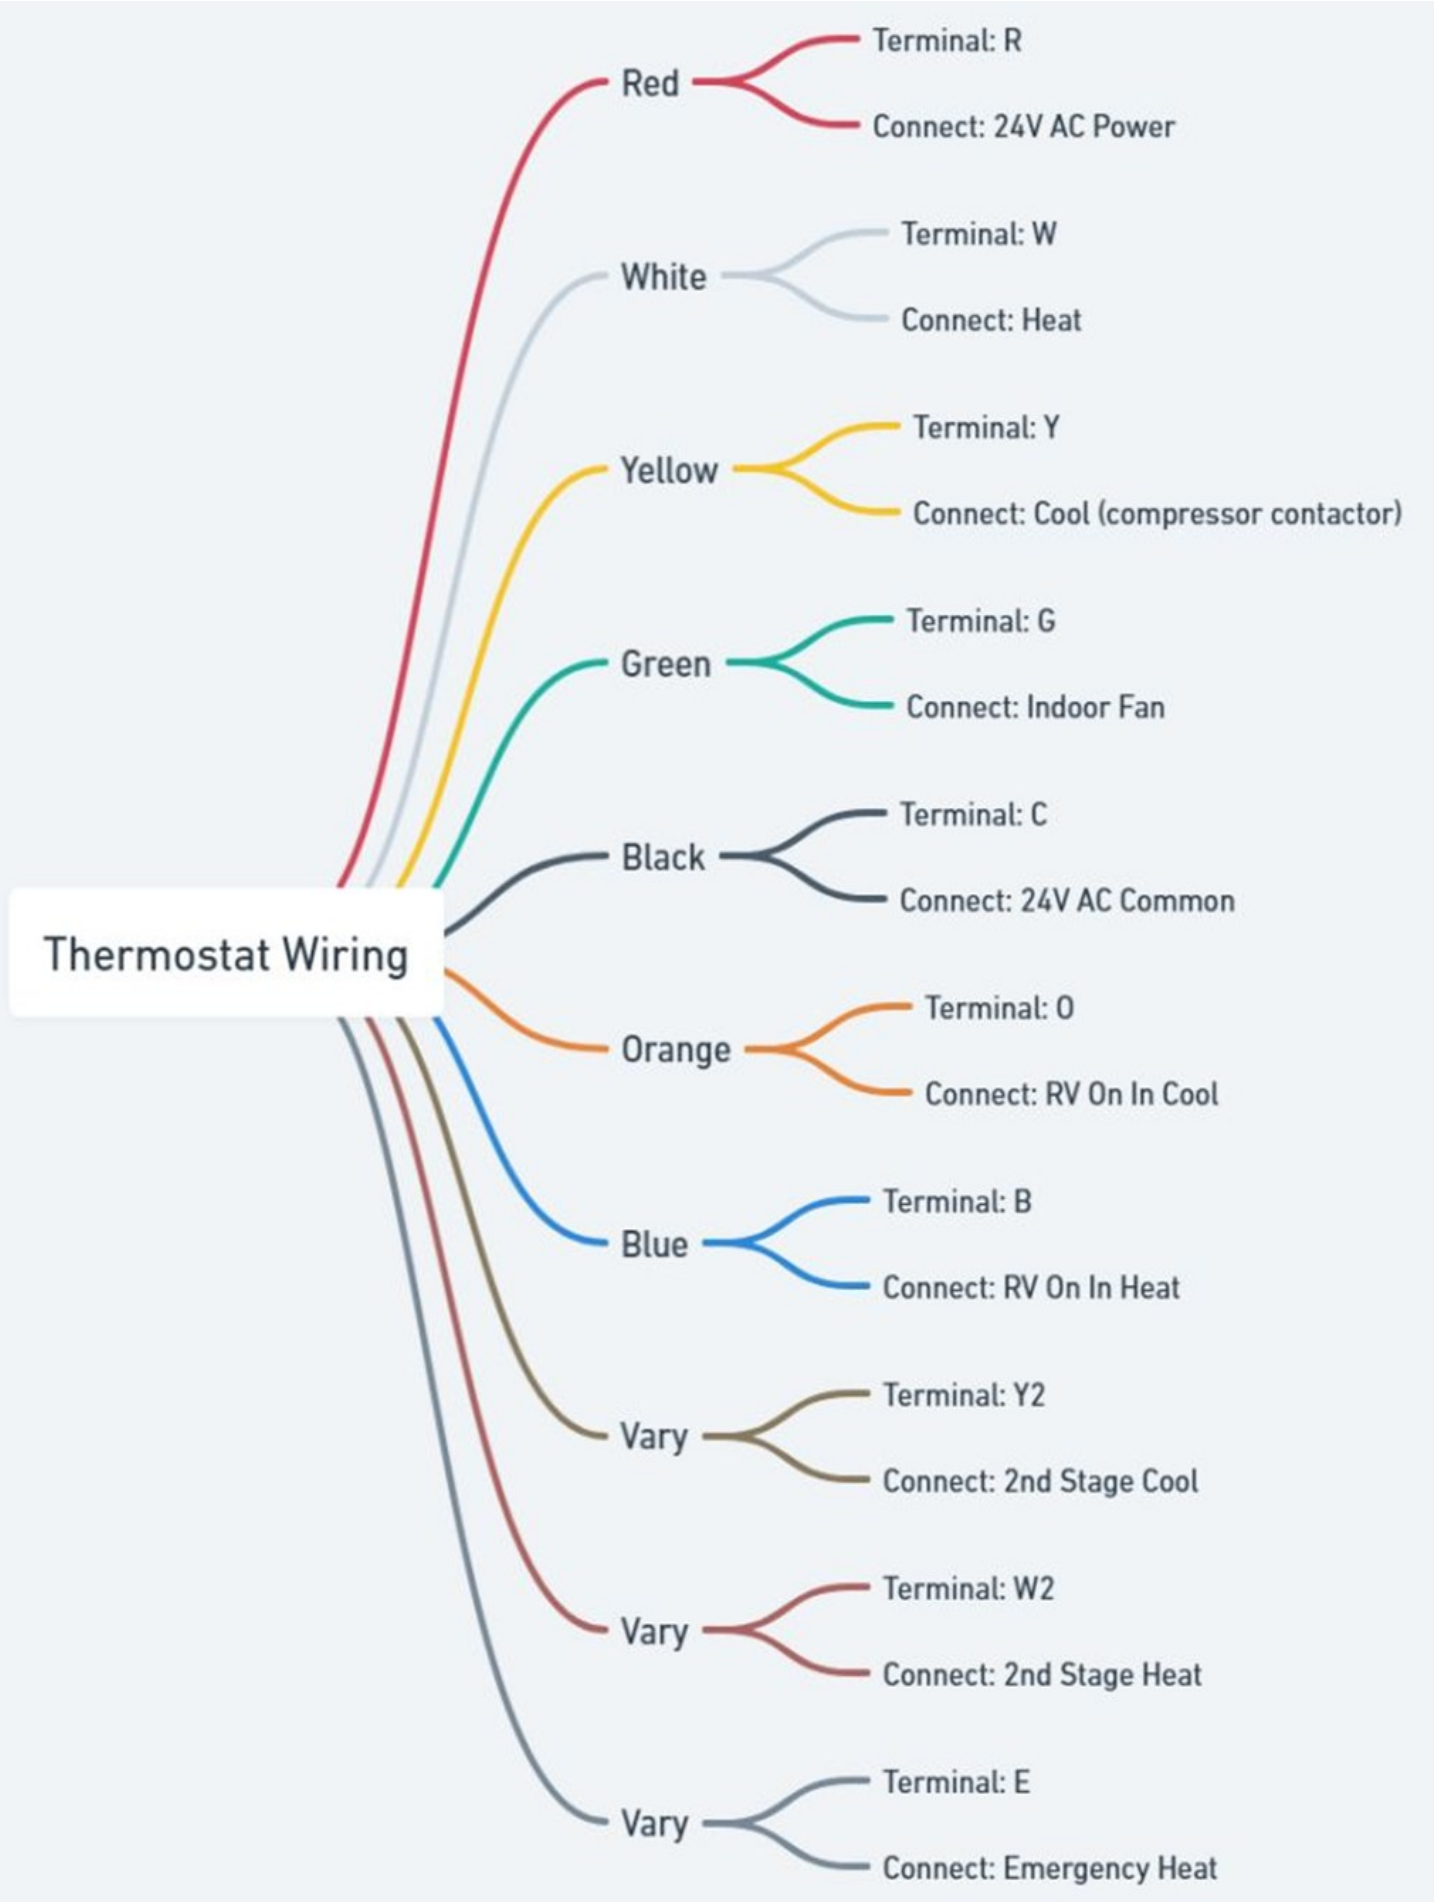 Thermostat Wiring
Red
Terminal: R
Connect: 24V AC Power
White
Terminal: W
Connect: Heat
Yellow
Terminal: Y
Connect: Cool (compressor contactor)
Green
Terminal: G
Connect: Indoor Fan
Black
Terminal: C
Connect: 24V AC Common
Orange
Terminal: O
Connect: RV On In Cool
Blue
Terminal: B
Connect: RV On In Heat
Vary
Terminal: Y2
Connect: 2nd Stage Cool
Vary
Terminal: W2
Connect: 2nd Stage Heat
Vary
Terminal: E
Connect: Emergency Heat